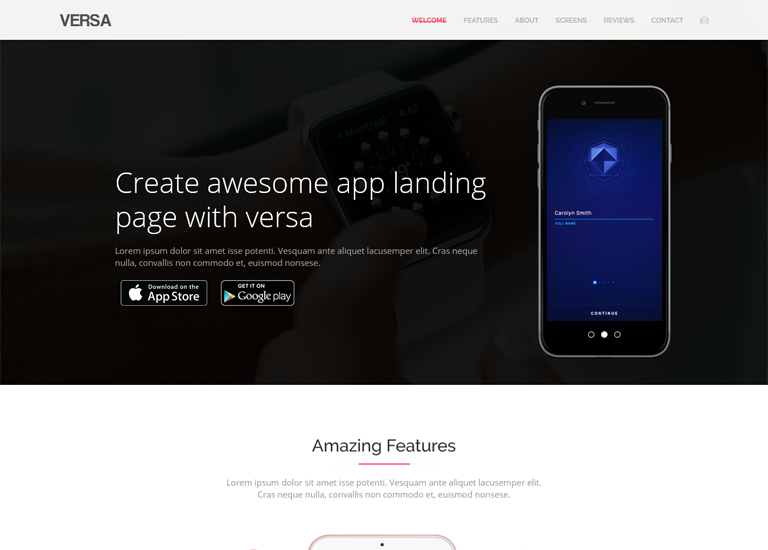 VERSA
WELCOME FEATURES ABOUT SCREENS REVIEWS CONTACT
Montréal 4:42
Create awesome app landing
page with versa
Lorem ipsum dolor sit amet isse potenti. Vesquam ante aliquet lacusemper elit. Cras neque
nulla, convallis non commodo et, euismod nonsese.
Download on the
App Store
GET IT ON
Google play
Carolyn Smith
FULL NAME
CONTINUE
Amazing Features
Lorem ipsum dolor sit amet isse potenti. Vesquam ante aliquet lacusemper elit.
Cras neque nulla, convallis non commodo et, euismod nonsese.